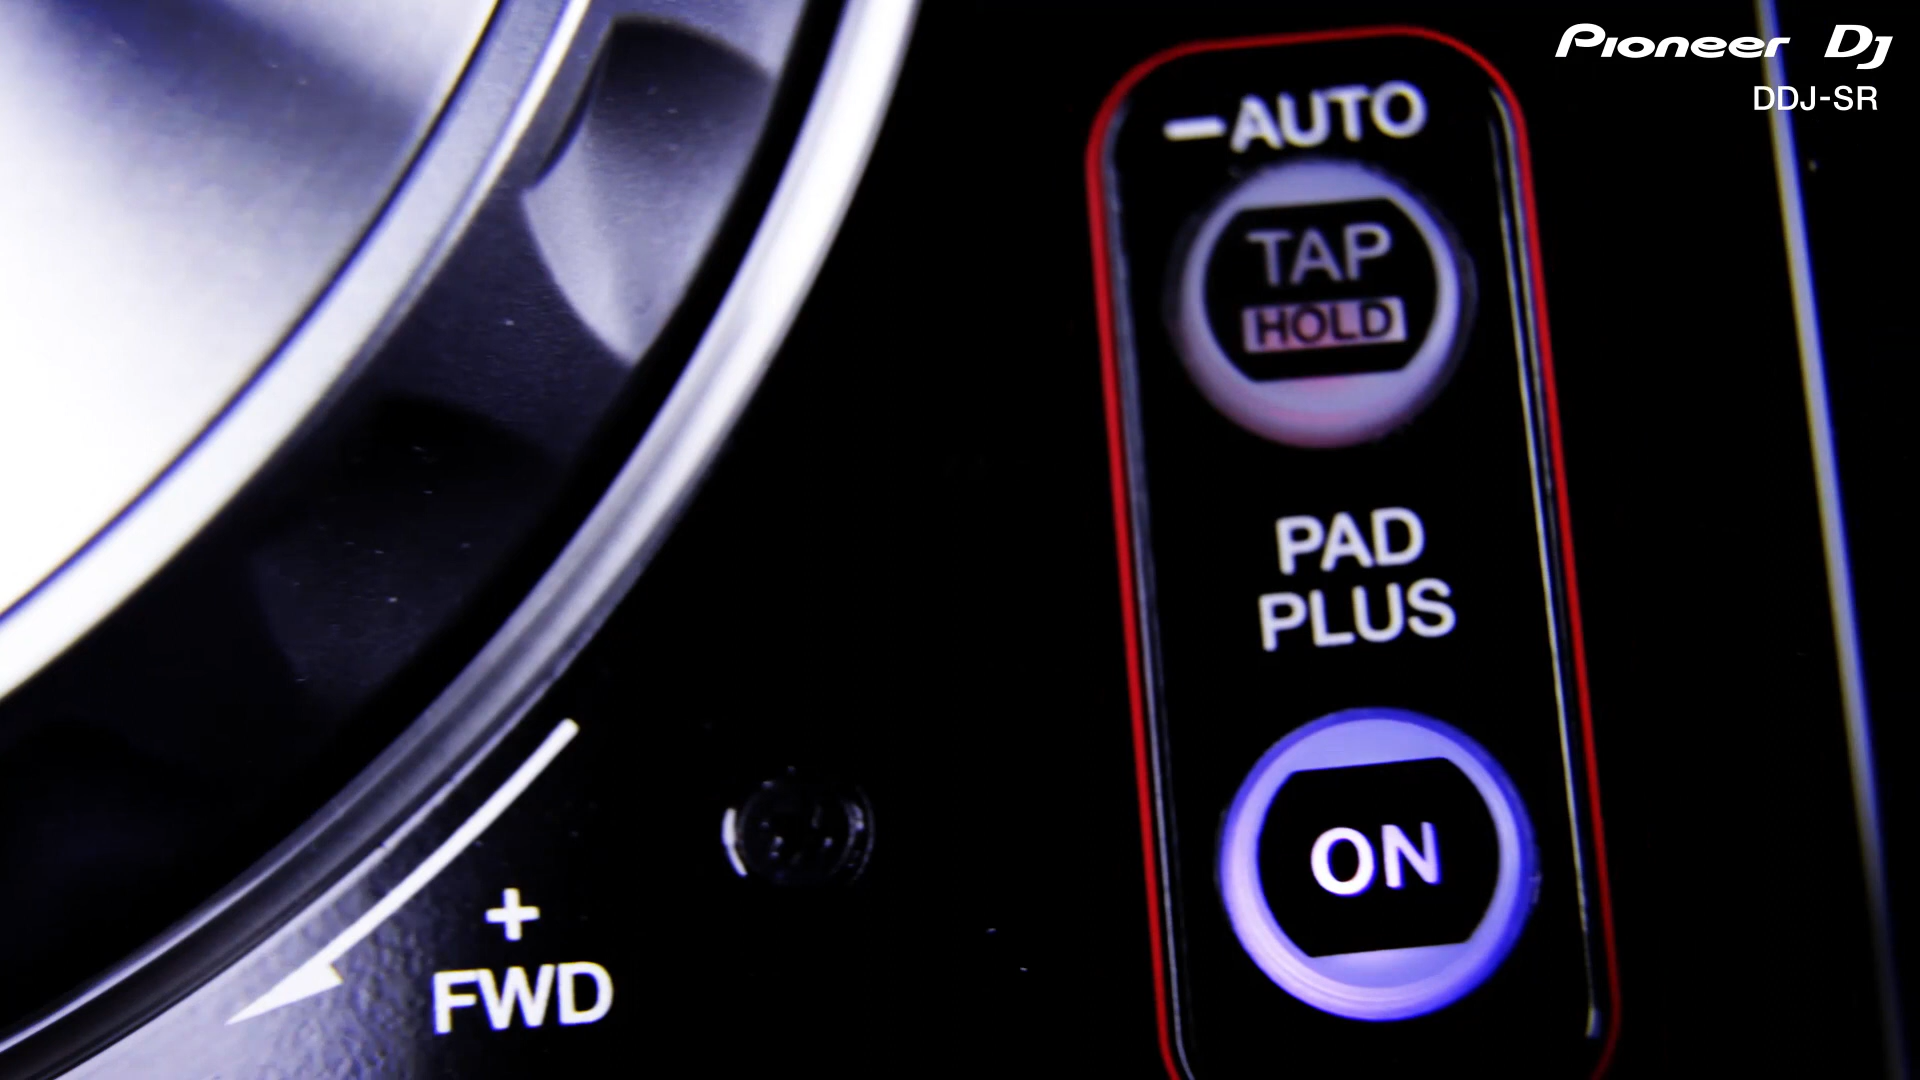 Pioneer DJ
DDJ-SR
AUTO
TAP
HOLD
PAD
PLUS
ON
+
FWD